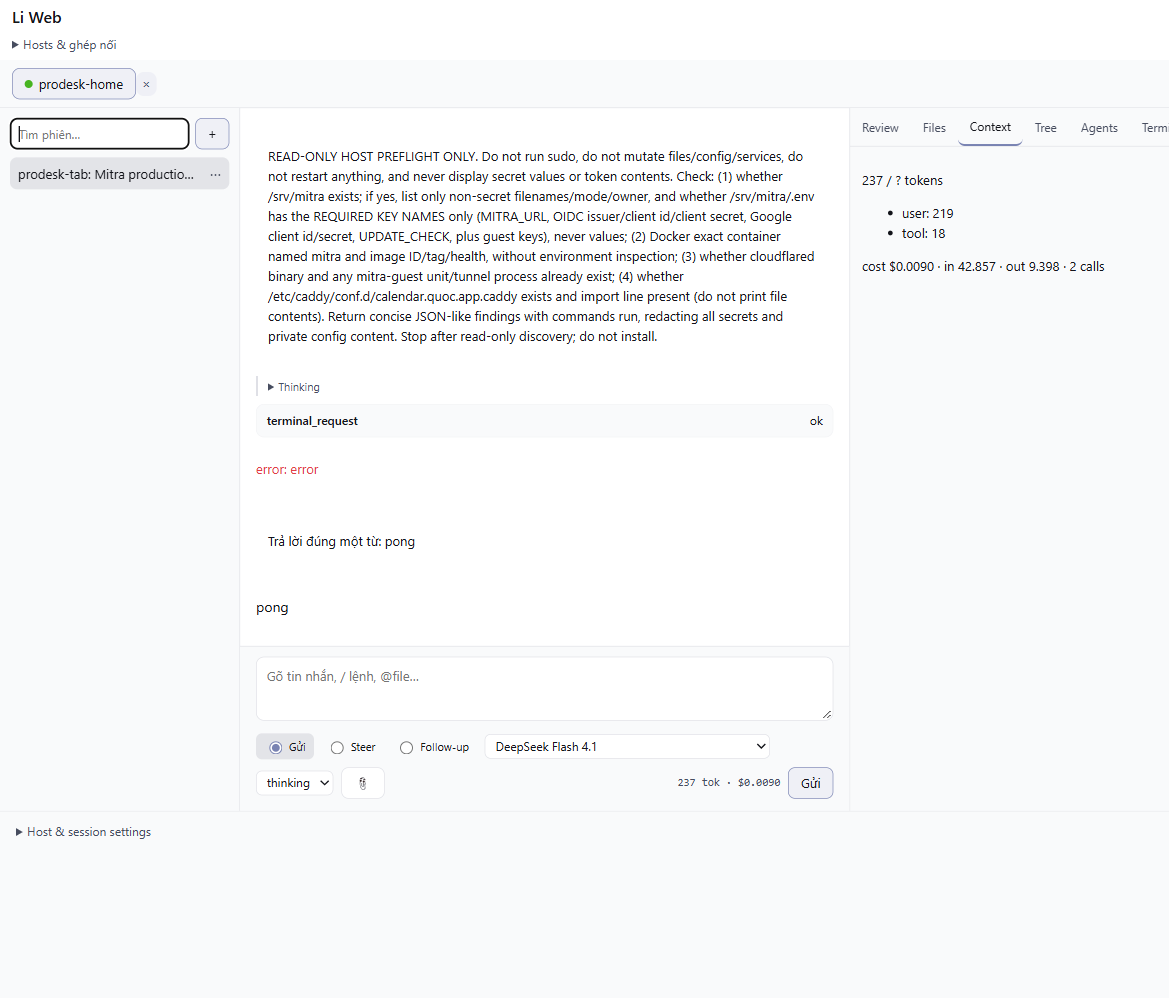 Li Web
Hosts & ghép nối
prodesk-home ×
Tìm phiên...
+
prodesk-tab: Mitra productio... ...
READ-ONLY HOST PREFLIGHT ONLY. Do not run sudo, do not mutate files/config/services, do
not restart anything, and never display secret values or token contents. Check: (1) whether
/srv/mitra exists; if yes, list only non-secret filenames/mode/owner, and whether /srv/mitra/.env
has the REQUIRED KEY NAMES only (MITRA_URL, OIDC issuer/client id/client secret, Google
client id/secret, UPDATE_CHECK, plus guest keys), never values; (2) Docker exact container
named mitra and image ID/tag/health, without environment inspection; (3) whether cloudflared
binary and any mitra-guest unit/tunnel process already exist; (4) whether
/etc/caddy/conf.d/calendar.quoc.app.caddy exists and import line present (do not print file
contents). Return concise JSON-like findings with commands run, redacting all secrets and
private config content. Stop after read-only discovery; do not install.
Thinking
terminal_request ok
error: error
Trả lời đúng một từ: pong
pong
Gõ tin nhắn, / lệnh, @file...
Gửi Steer Follow-up DeepSeek Flash 4.1
thinking 237 tok · $0.0090 Gửi
Review Files Context Tree Agents Termi
237 / ? tokens
user: 219
tool: 18
cost $0.0090 · in 42.857 · out 9.398 · 2 calls
Host & session settings